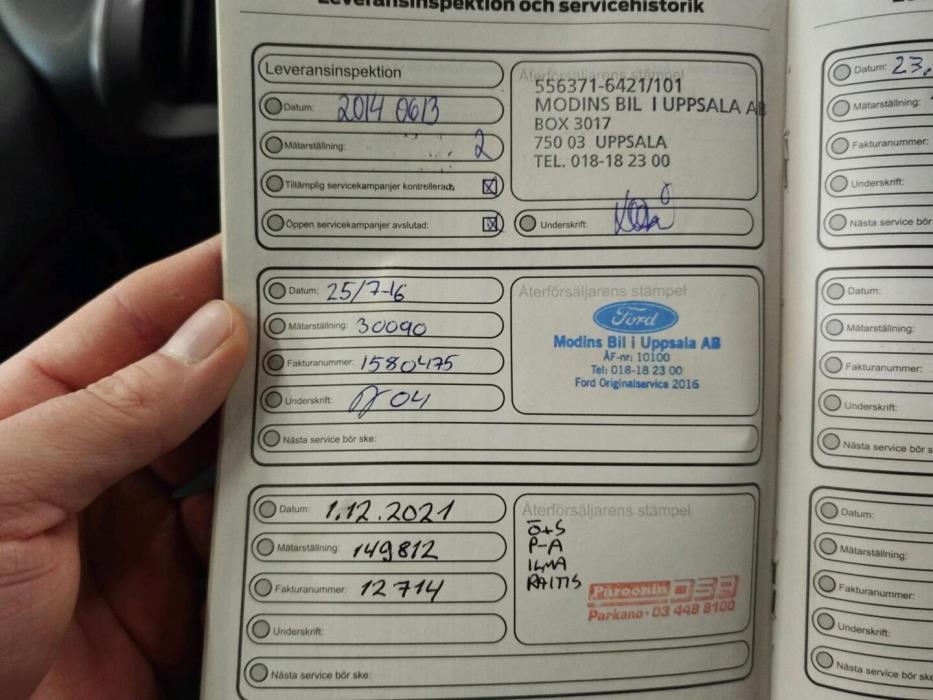 Leveransinspektion och servicehistorik
Leveransinspektion
Datum: 2014 0613
Mätarställning: 2
Tillämplig servicekampanjer kontrollerade
Öppen servicekampanjer avslutad:
Återförsäljarens stämpel
556371-6421/101
MODINS BIL I UPPSALA AB
BOX 3017
750 03 UPPSALA
TEL. 018-18 23 00
Underskrift:
Datum: 25/7-16
Mätarställning: 30090
Fakturanummer: 1580475
Underskrift: 04
Nästa service bör ske:
Återförsäljarens stämpel
Ford
Modins Bil i Uppsala AB
ÅF-nr: 10100
Tel: 018-18 23 00
Ford Originalservice 2016
Datum: 1.12.2021
Mätarställning: 149812
Fakturanummer: 12714
Underskrift:
Nästa service bör ske:
Återförsäljarens stämpel
Ö+S
P-A
ILMA
RAITIS
Paroonin
Parkano · 03 448 8100
Datum: 23.
Mätarställning:
Fakturanummer:
Underskrift:
Nästa service bör
Datum:
Mätarställning:
Fakturanummer:
Underskrift:
Nästa service bör s
Datum:
Mätarställning:
Fakturanummer:
Underskrift:
Nästa service bör